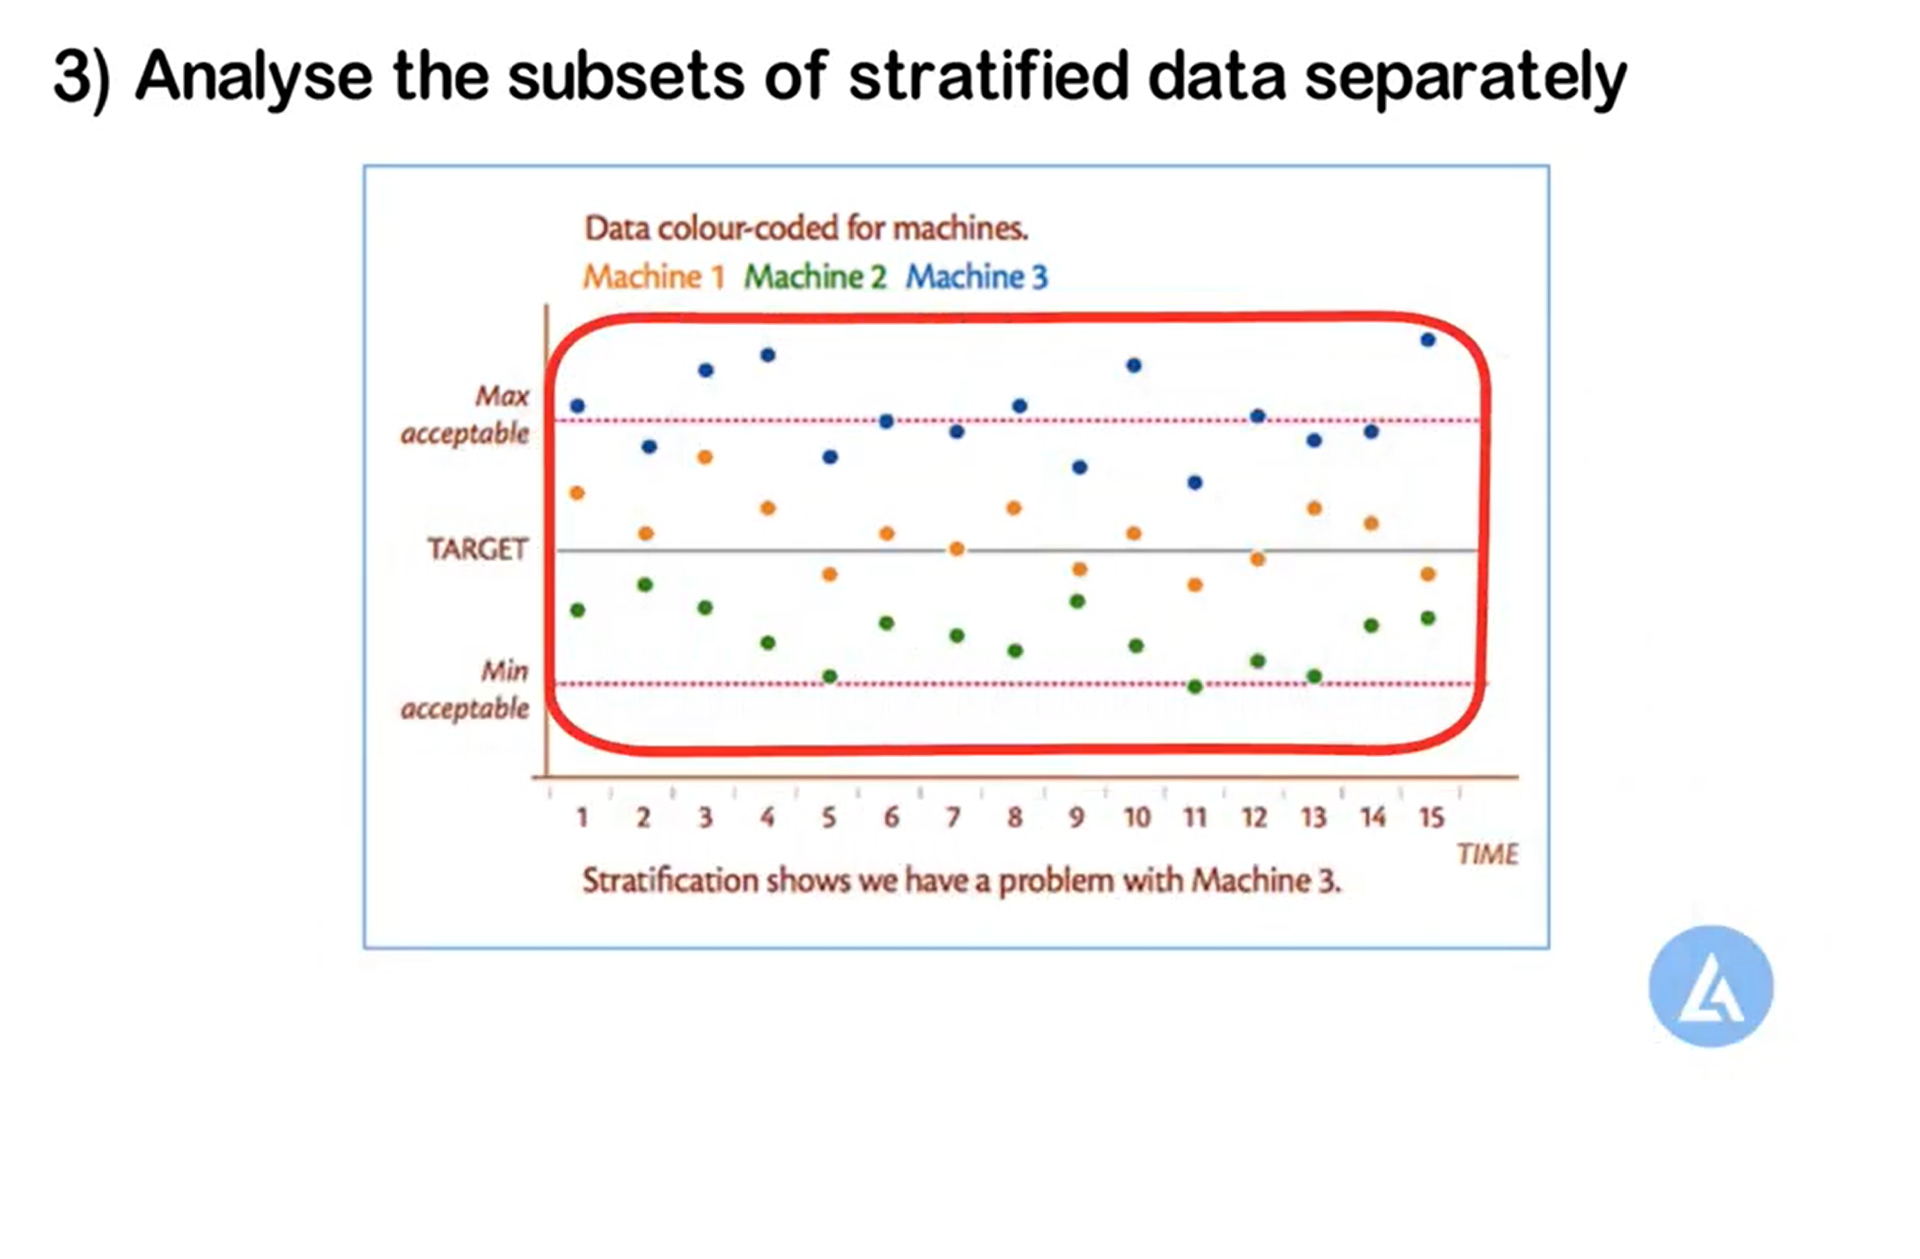 3) Analyse the subsets of stratified data separately
Data colour-coded for machines.
Machine 1 Machine 2 Machine 3
Max
acceptable
TARGET
Min
acceptable
1 2 3 4 5 6 7 8 9 10 11 12 13 14 15
TIME
Stratification shows we have a problem with Machine 3.